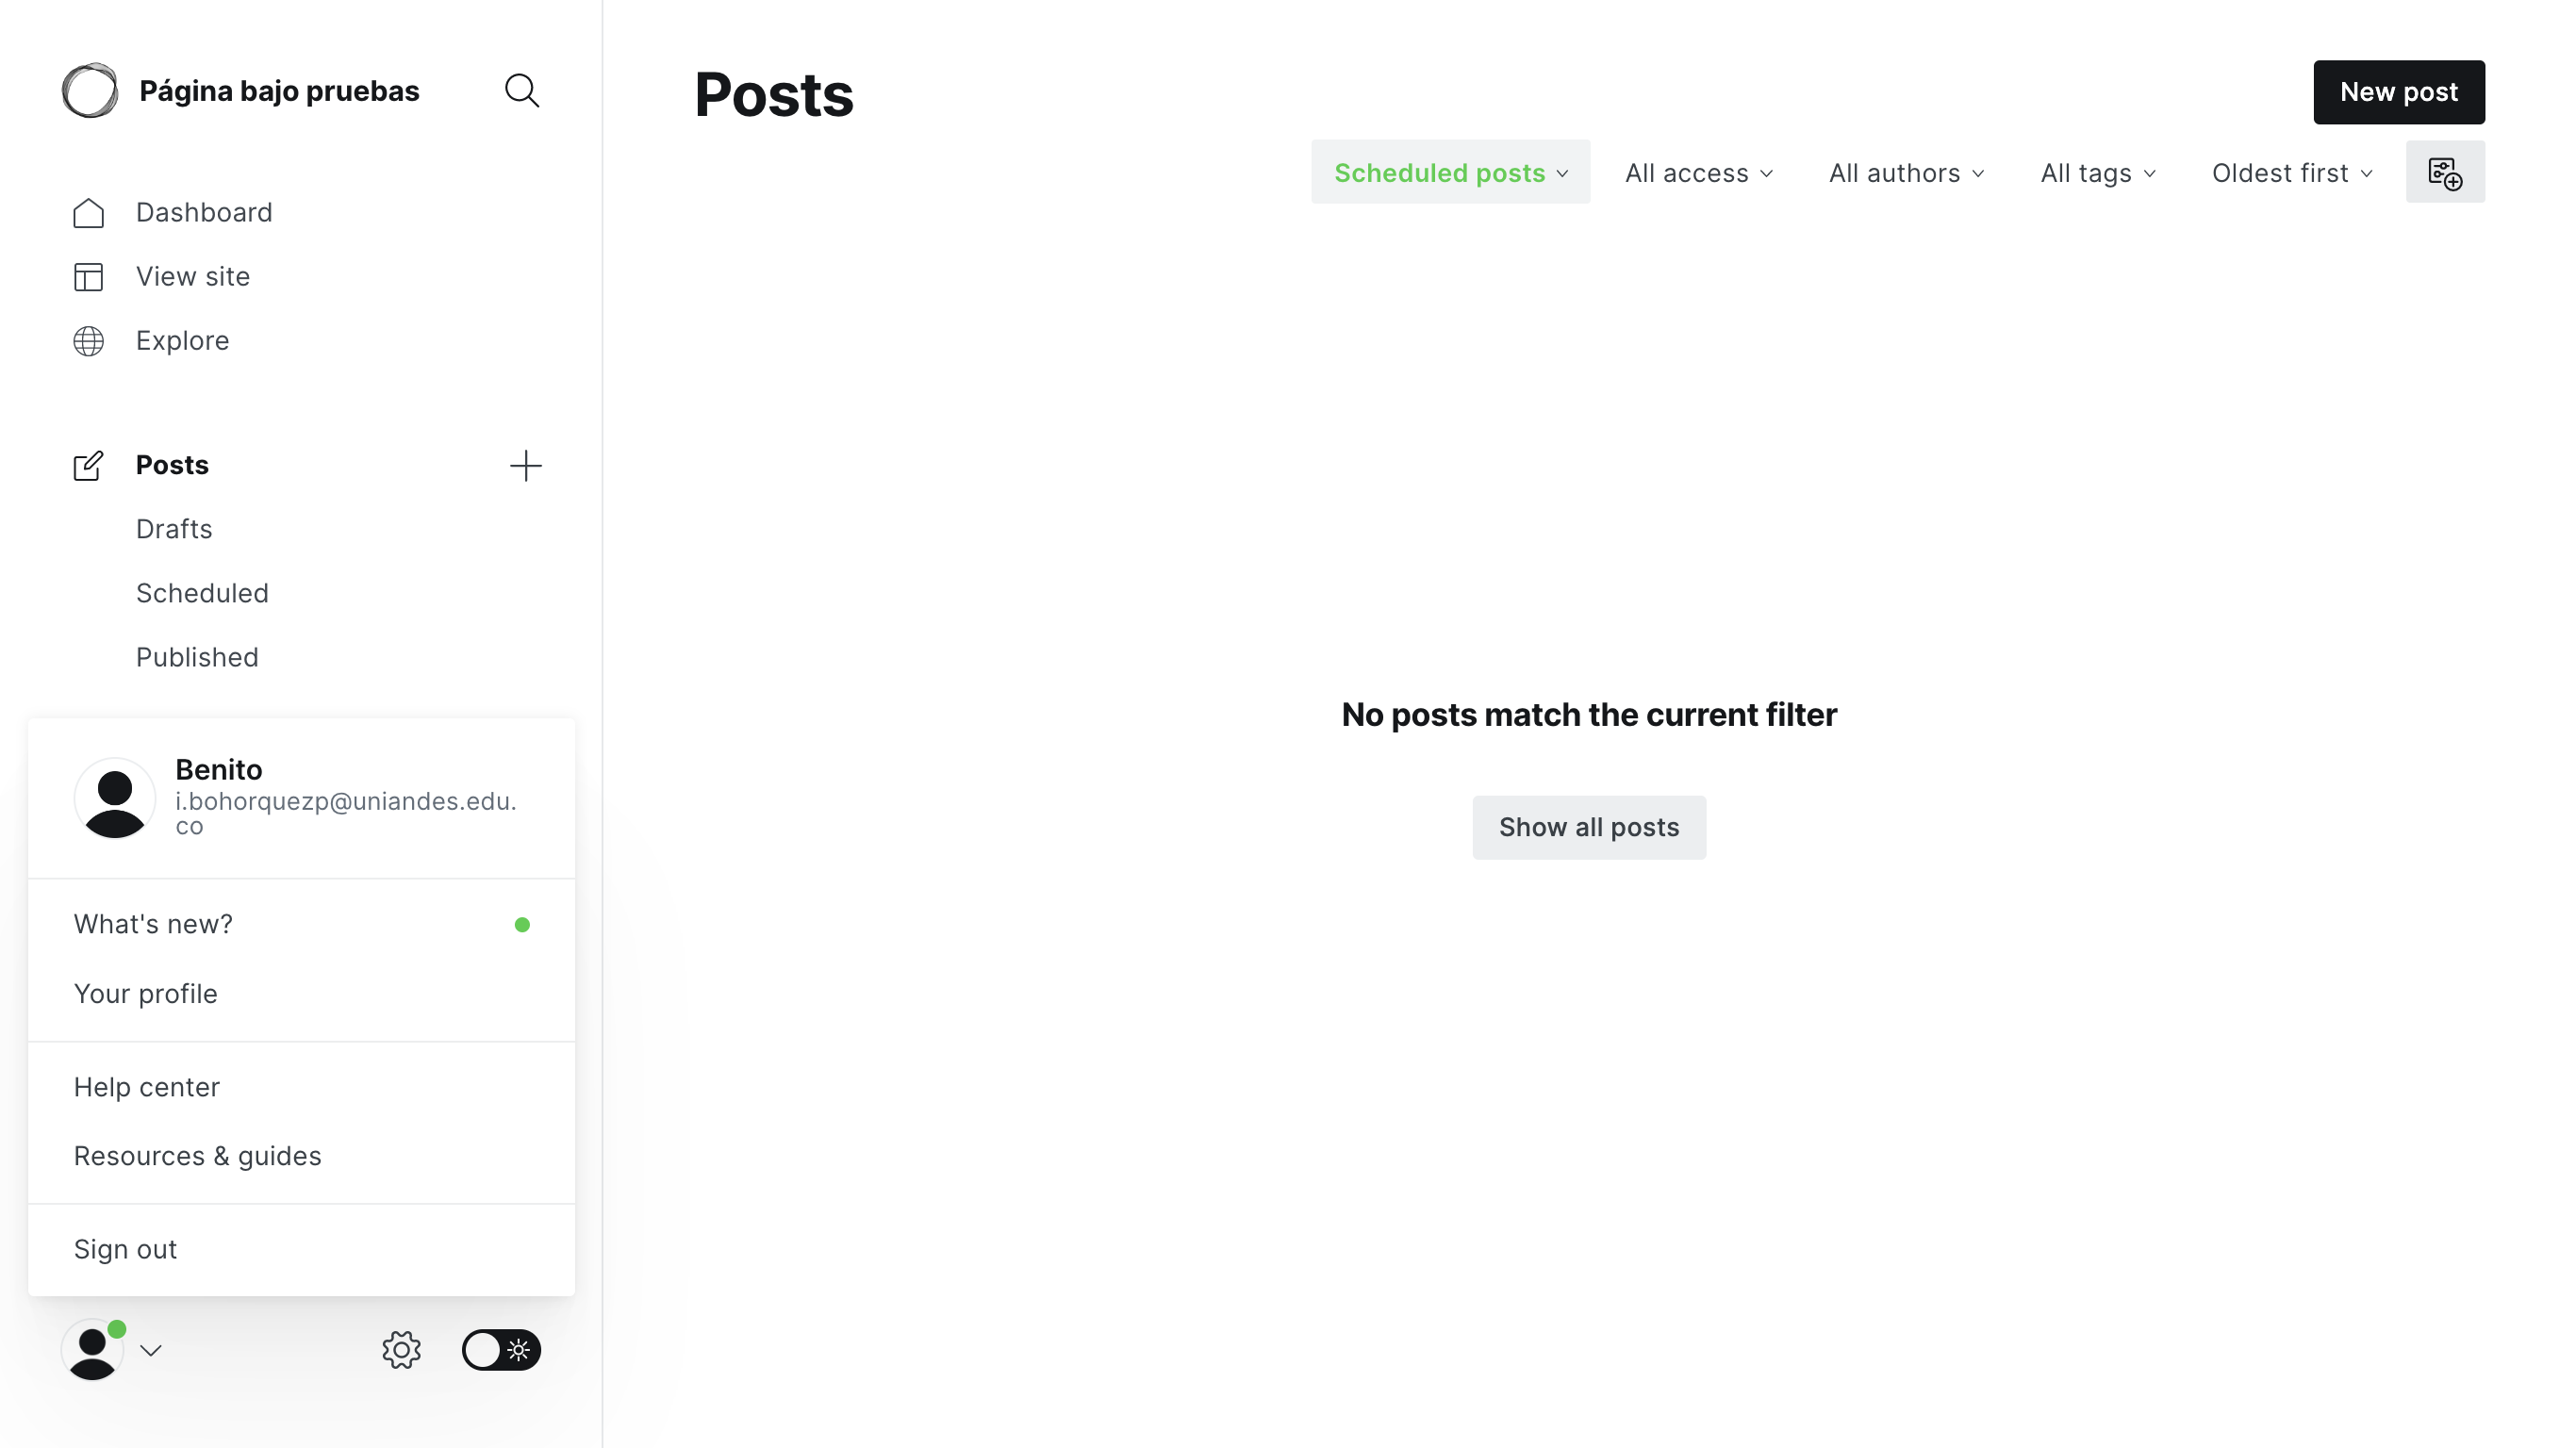 Página bajo pruebas
Dashboard
View site
Explore
Posts
Drafts
Scheduled
Published
Benito
i.bohorquezp@uniandes.edu.
co
What's new?
Your profile
Help center
Resources & guides
Sign out
Posts
New post
Scheduled posts
All access
All authors
All tags
Oldest first
No posts match the current filter
Show all posts